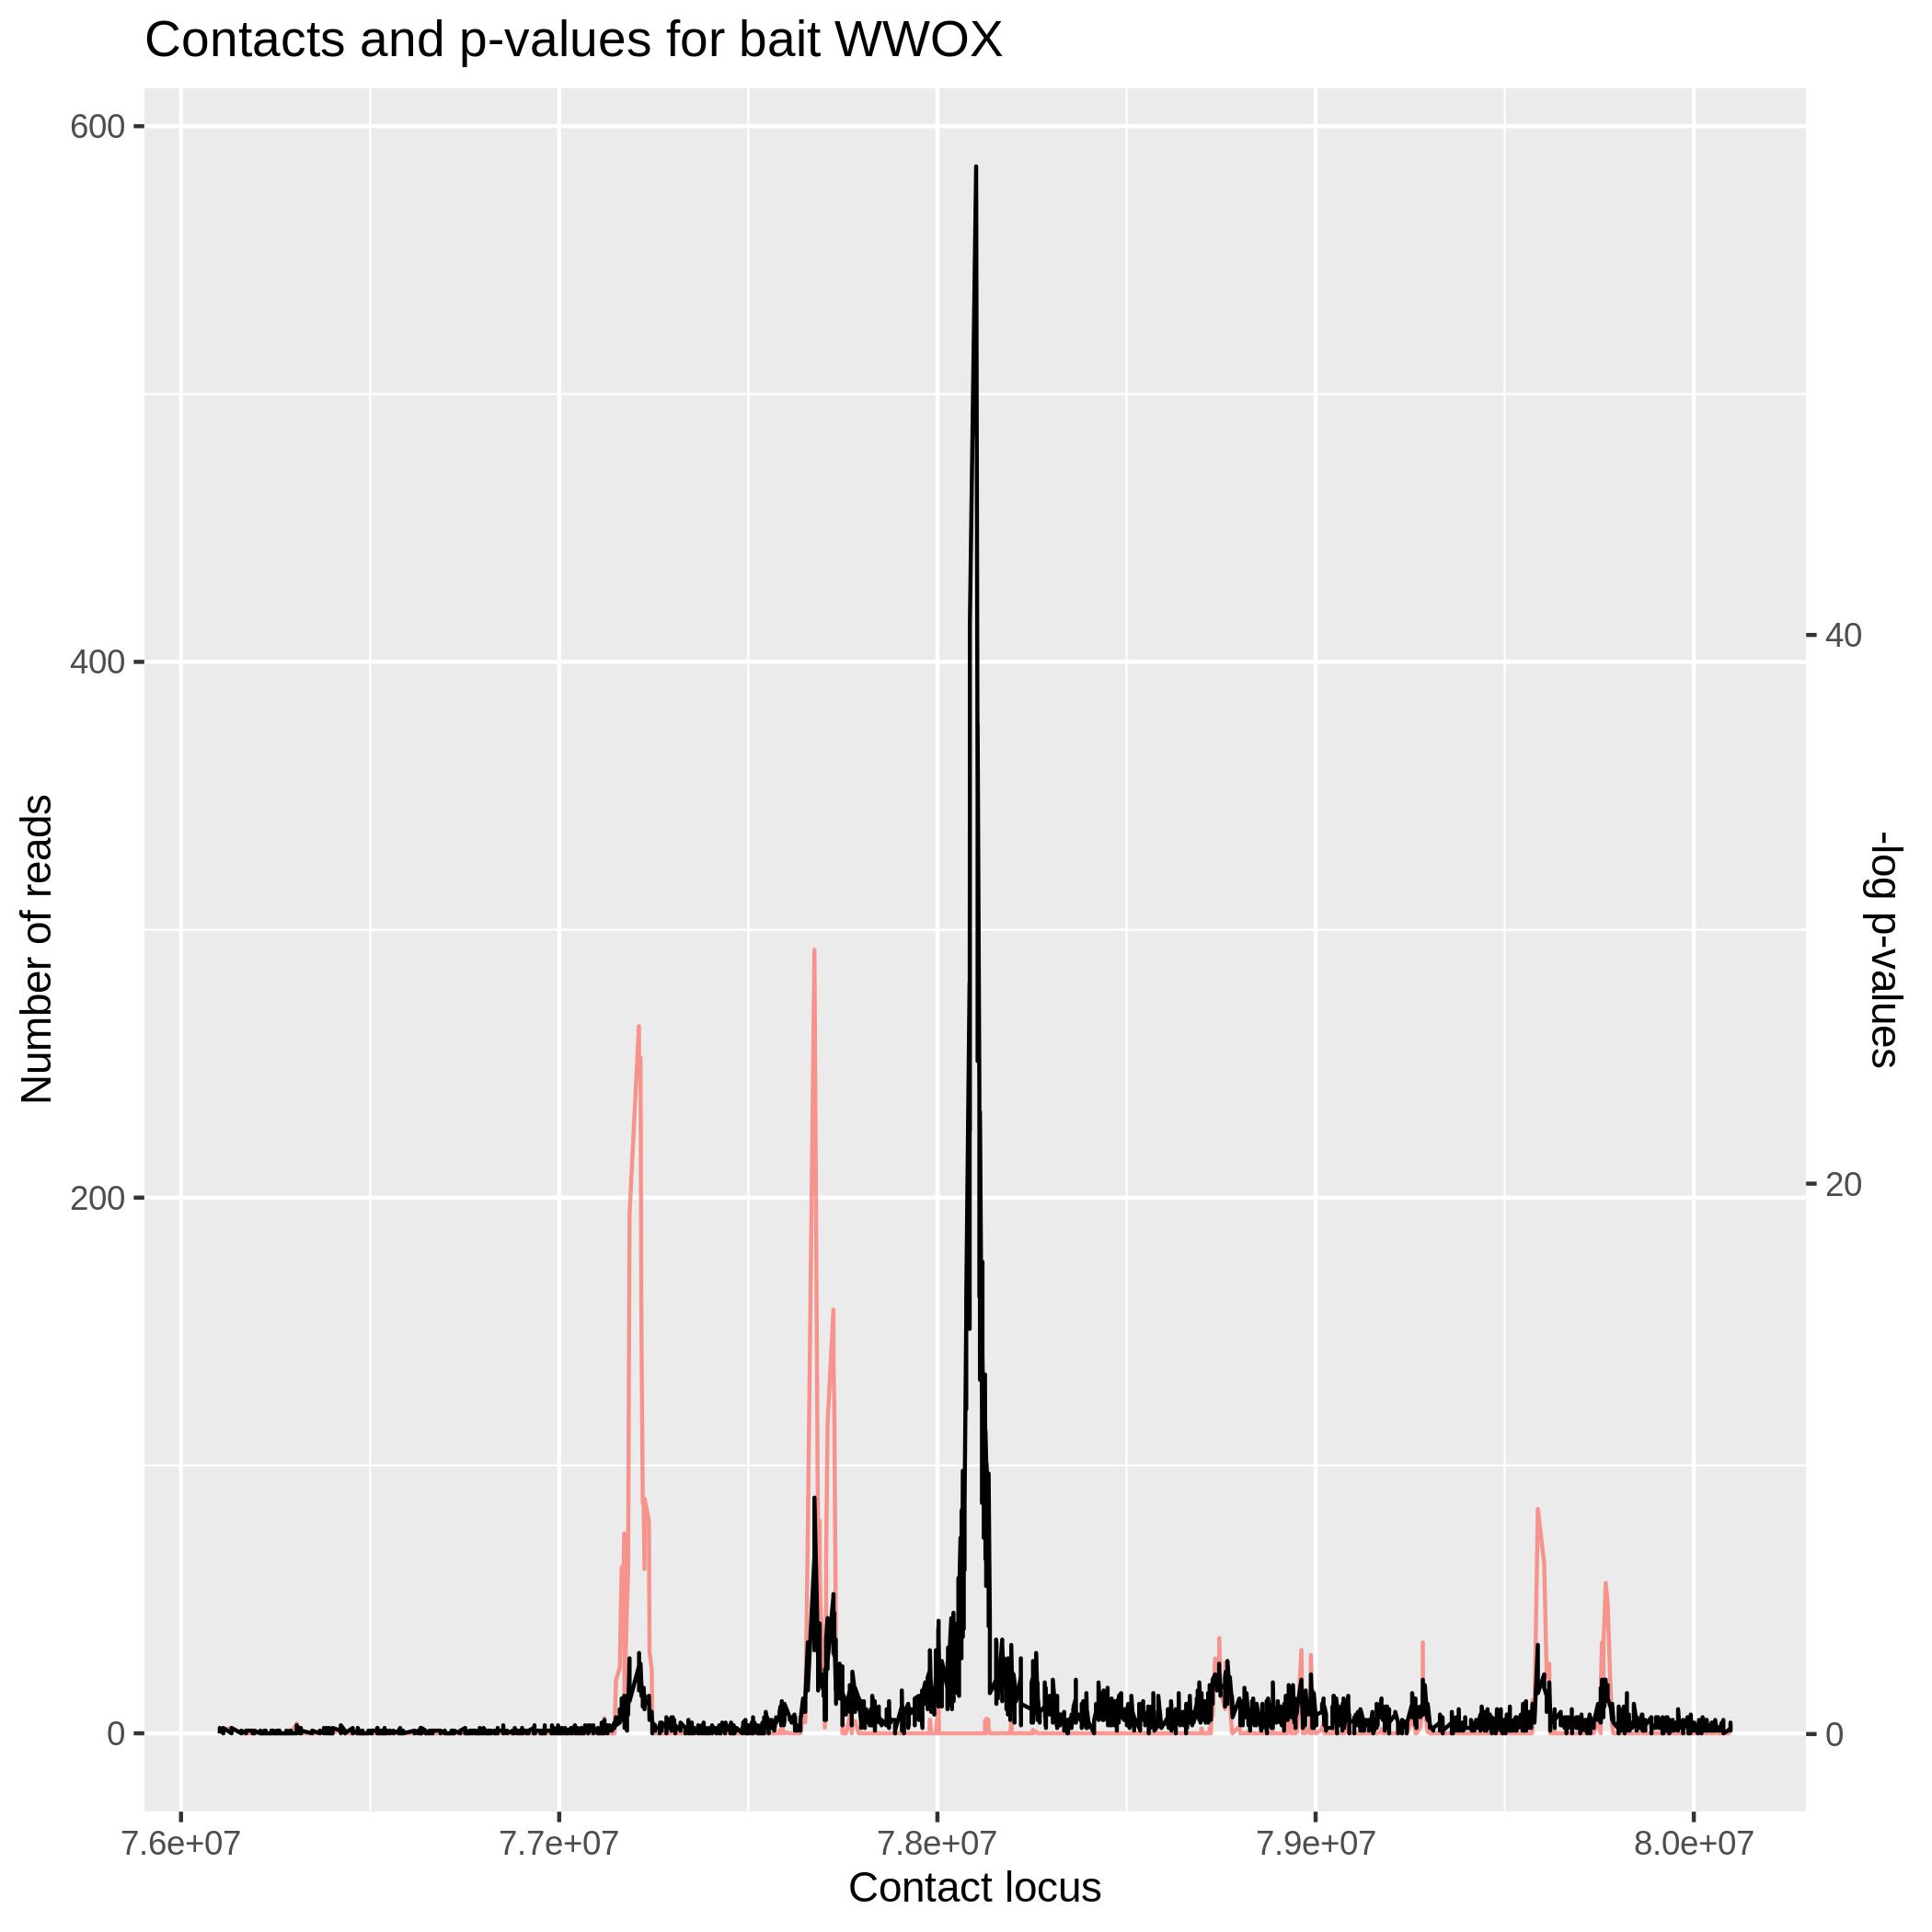 Contacts and p-values for bait WWOX
600
400
200
0
Number of reads
40
20
0
-log p-values
7.6e+07 7.7e+07 7.8e+07 7.9e+07 8.0e+07
Contact locus